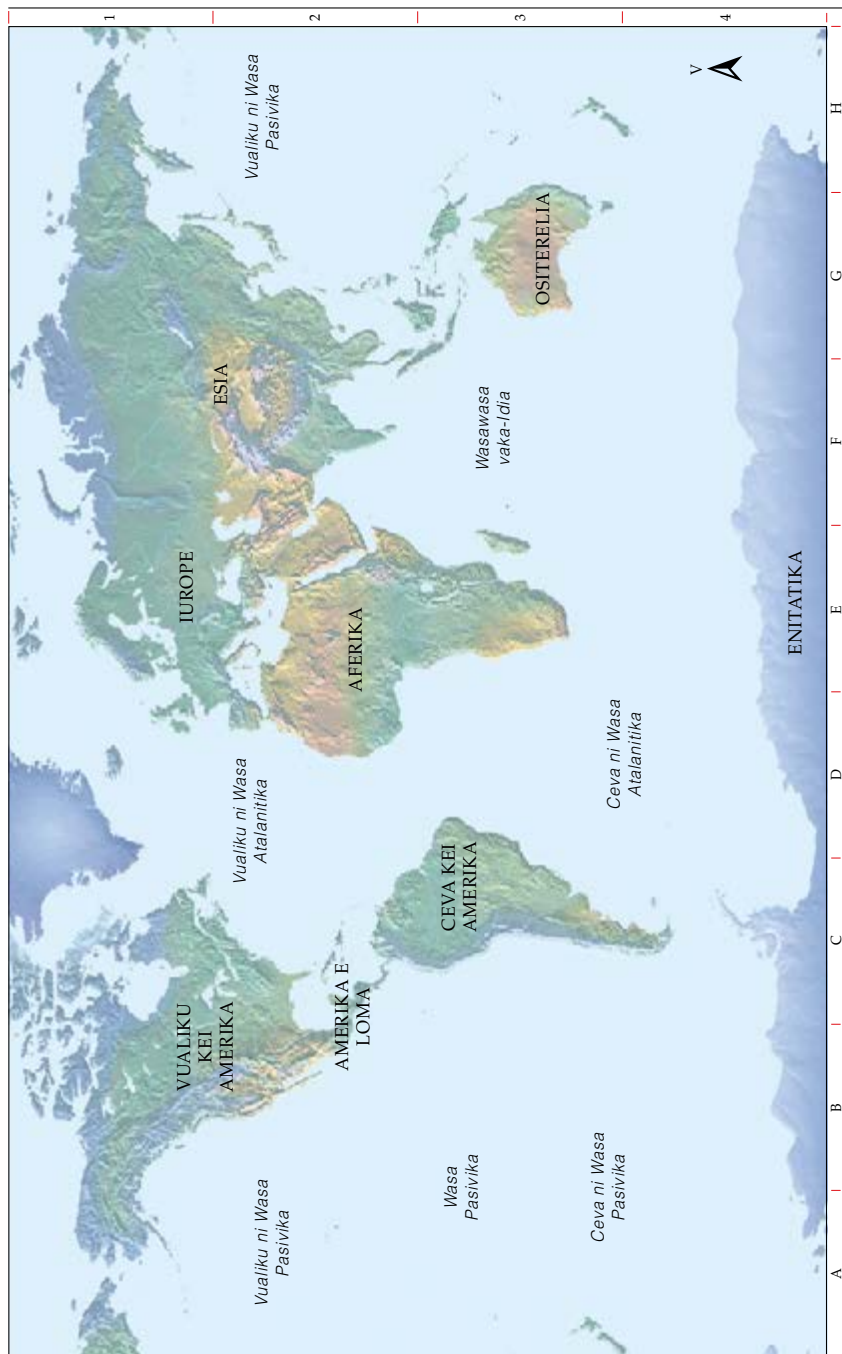 1
2
3
4
V
Vualiku ni Wasa
Pasivika
VUALIKU
KEI
AMERIKA
Vualiku ni Wasa
Atalanitika
IUROPE
ESIA
Vualiku ni Wasa
Pasivika
AMERIKA E
LOMA
AFERIKA
Wasa
Pasivika
CEVA KEI
AMERIKA
Wasawasa
vaka-Idia
OSITERELIA
Ceva ni Wasa
Pasivika
Ceva ni Wasa
Atalanitika
ENITATIKA
A
B
C
D
E
F
G
H